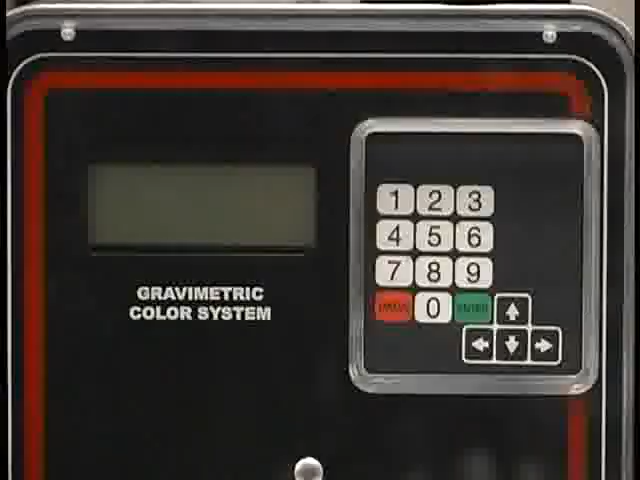 GRAVIMETRIC
COLOR SYSTEM
1 2 3
4 5 6
7 8 9
0 ENTER